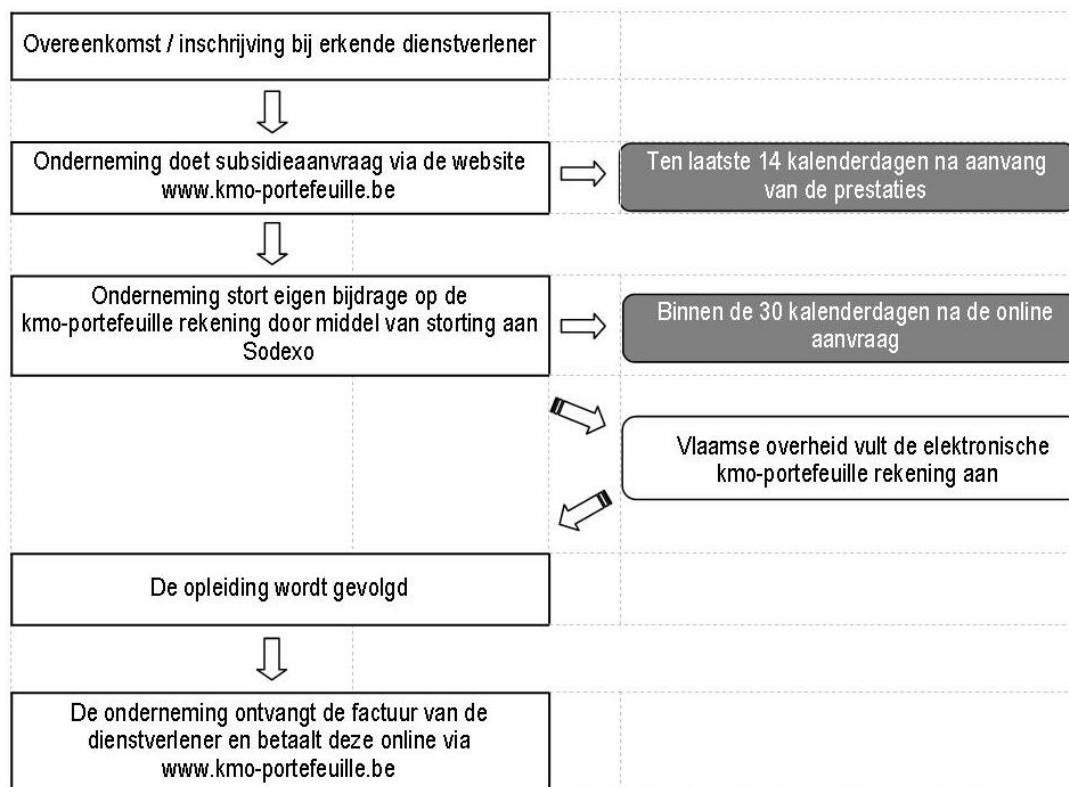 Overeenkomst / inschrijving bij erkende dienstverlener
Onderneming doet subsidieaanvraag via de website
www.kmo-portefeuille.be
Ten laatste 14 kalenderdagen na aanvang
van de prestaties
Onderneming stort eigen bijdrage op de
kmo-portefeuille rekening door middel van storting aan
Sodexo
Binnen de 30 kalenderdagen na de online
aanvraag
Vlaamse overheid vult de elektronische
kmo-portefeuille rekening aan
De opleiding wordt gevolgd
De onderneming ontvangt de factuur van de
dienstverlener en betaalt deze online via
www.kmo-portefeuille.be